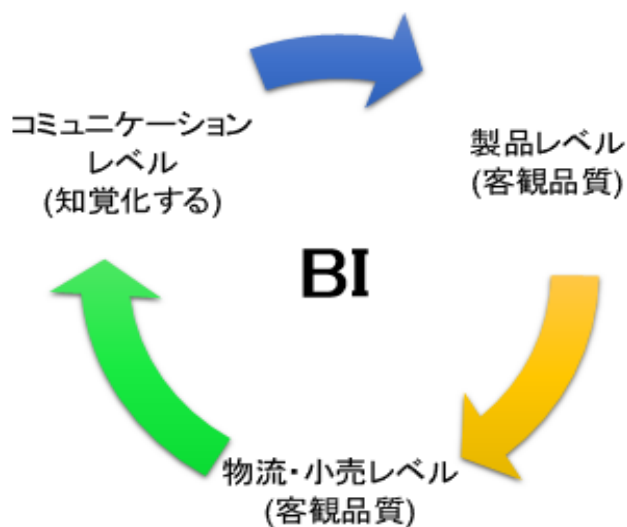 コミュニケーション
レベル
(知覚化する)
製品レベル
(客観品質)
BI
物流・小売レベル
(客観品質)